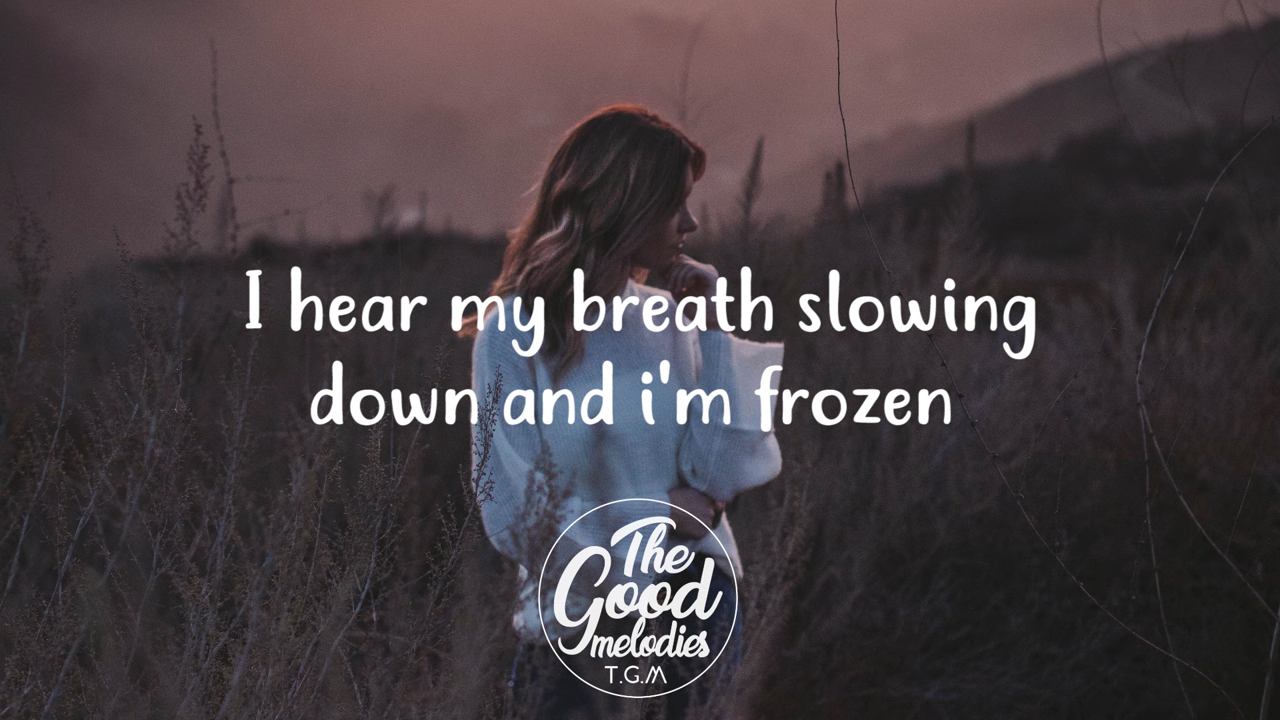 I hear my breath slowing
down and i'm frozen
The
Good
melodies
T.G.M